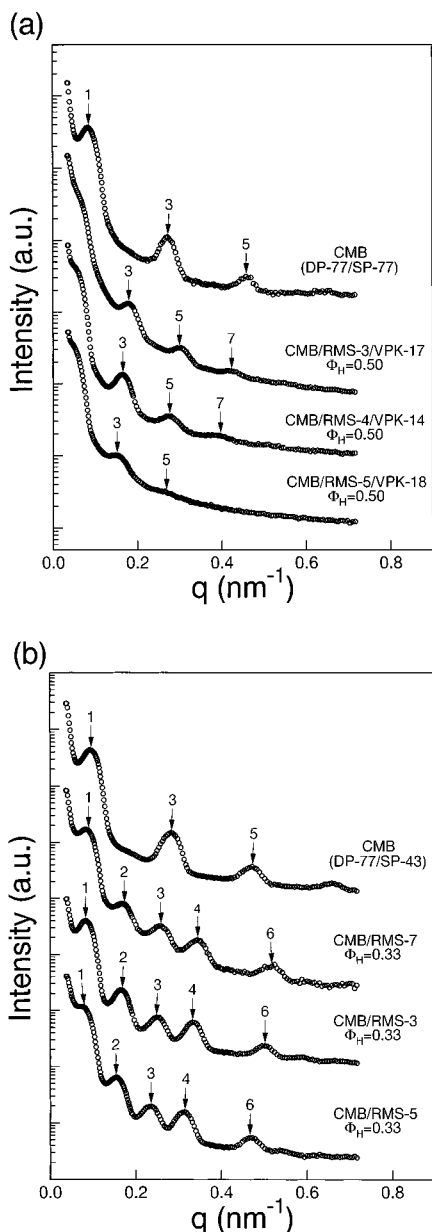 (a)
Intensity (a.u.)
1
3
5
CMB
(DP-77/SP-77)
3
5
7
CMB/RMS-3/VPK-17
Φ_H=0.50
3
5
7
CMB/RMS-4/VPK-14
Φ_H=0.50
3
5
CMB/RMS-5/VPK-18
Φ_H=0.50
0.0 0.2 0.4 0.6 0.8
q (nm⁻¹)
(b)
Intensity (a.u.)
1
3
5
CMB
(DP-77/SP-43)
1
2
3
4
6
CMB/RMS-7
Φ_H=0.33
1
2
3
4
6
CMB/RMS-3
Φ_H=0.33
1
2
3
4
6
CMB/RMS-5
Φ_H=0.33
0.0 0.2 0.4 0.6 0.8
q (nm⁻¹)